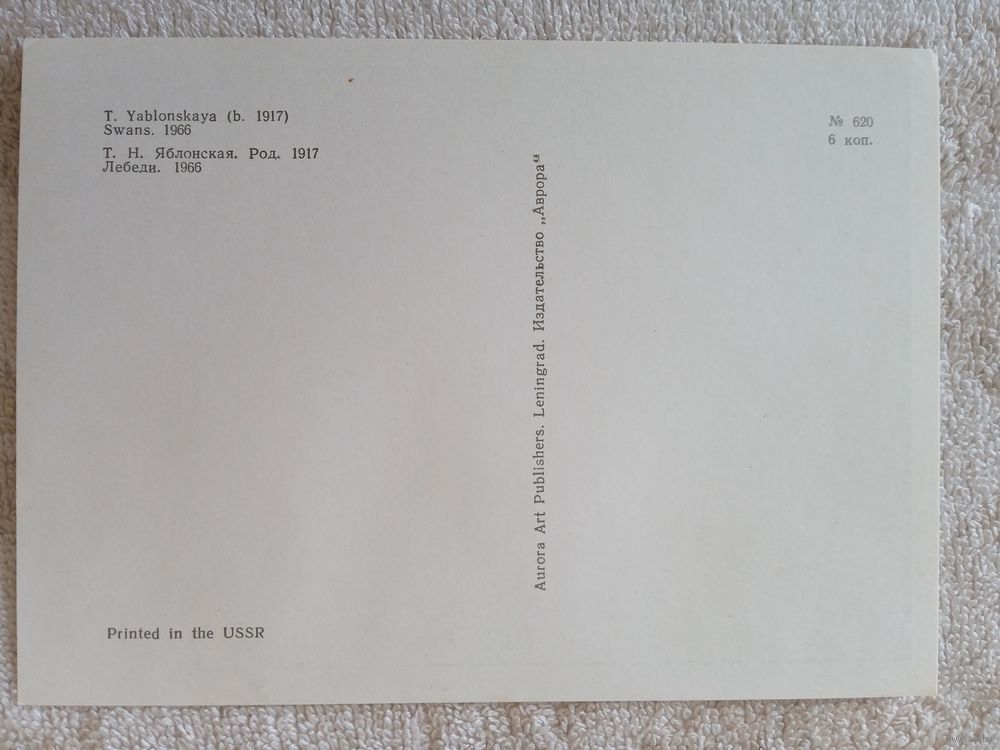 T. Yablonskaya (b. 1917)
Swans. 1966
Т. Н. Яблонская. Род. 1917
Лебеди. 1966
№ 620
6 коп.
Aurora Art Publishers. Leningrad. Издательство „Аврора“
Printed in the USSR